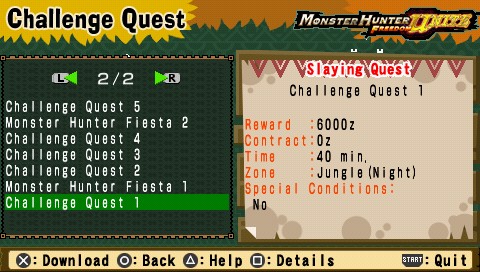 Challenge Quest
MONSTER HUNTER
FREEDOM UNITE
L 2/2 R
Challenge Quest 5
Monster Hunter Fiesta 2
Challenge Quest 4
Challenge Quest 3
Challenge Quest 2
Monster Hunter Fiesta 1
Challenge Quest 1
Slaying Quest
Challenge Quest 1
Reward :6000z
Contract:0z
Time :40 min.
Zone :Jungle(Night)
Special Conditions:
No
Ⓧ: Download ◯: Back △: Help □: Details START: Quit